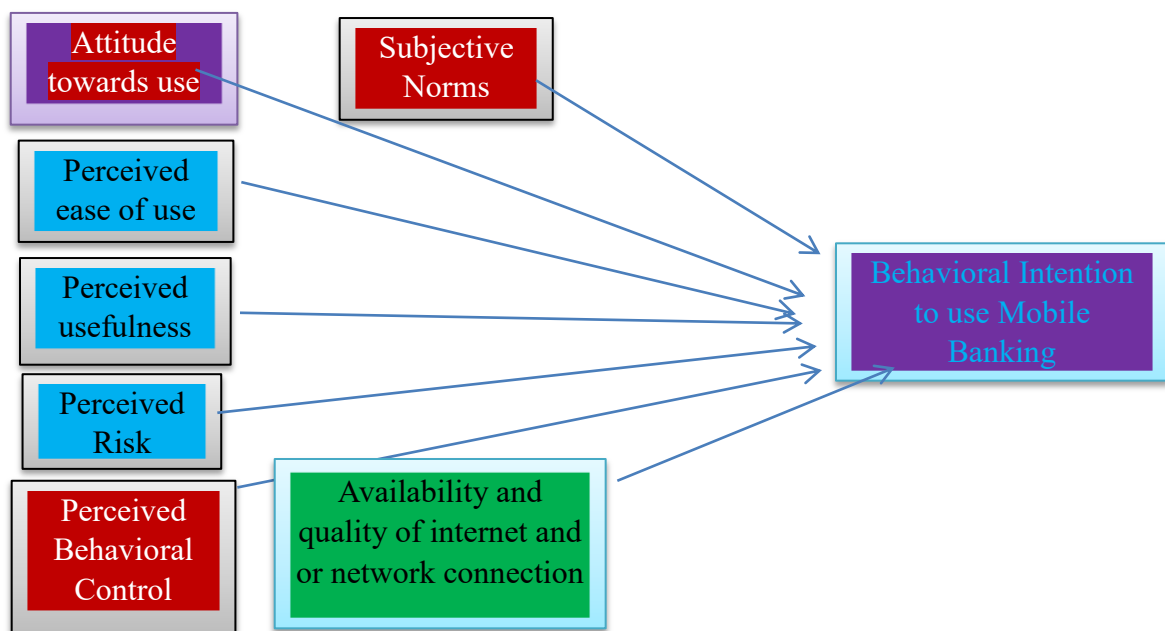 Attitude
towards use
Subjective
Norms
Perceived
ease of use
Perceived
usefulness
Behavioral Intention
to use Mobile
Banking
Perceived
Risk
Perceived
Behavioral
Control
Availability and
quality of internet and
or network connection